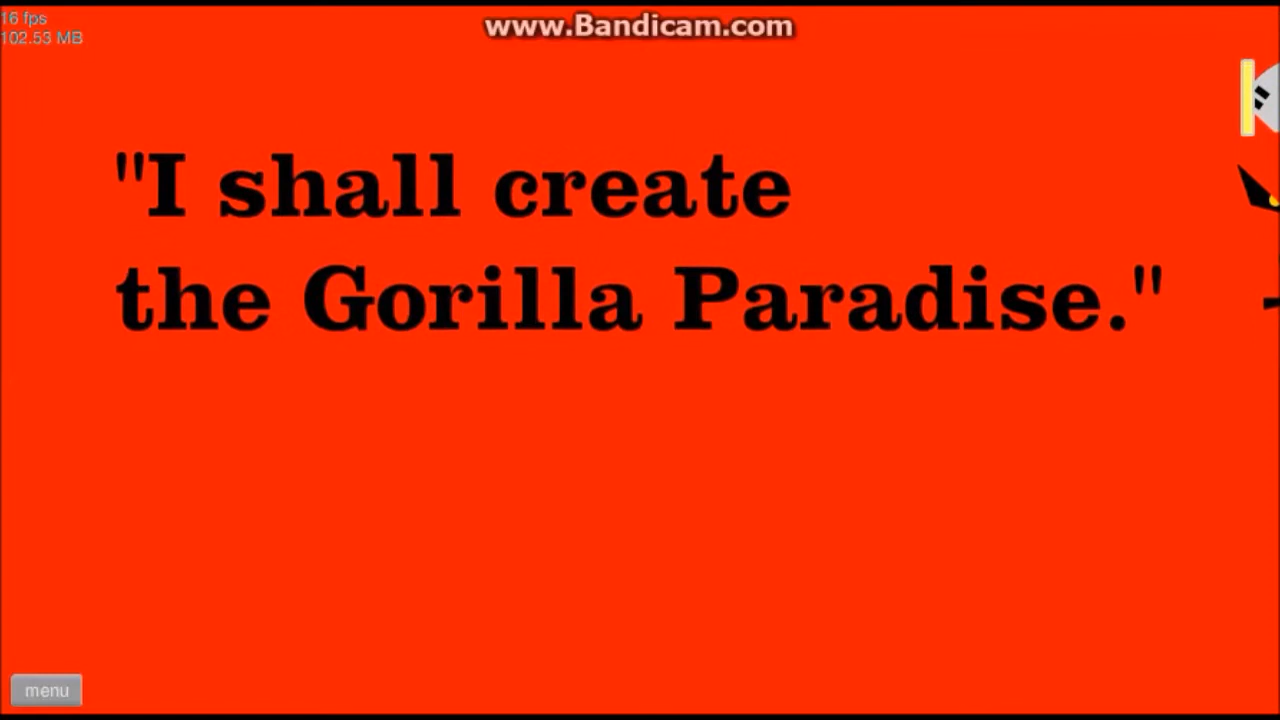 16 fps
102.53 MB
www.Bandicam.com
"I shall create
the Gorilla Paradise."
menu